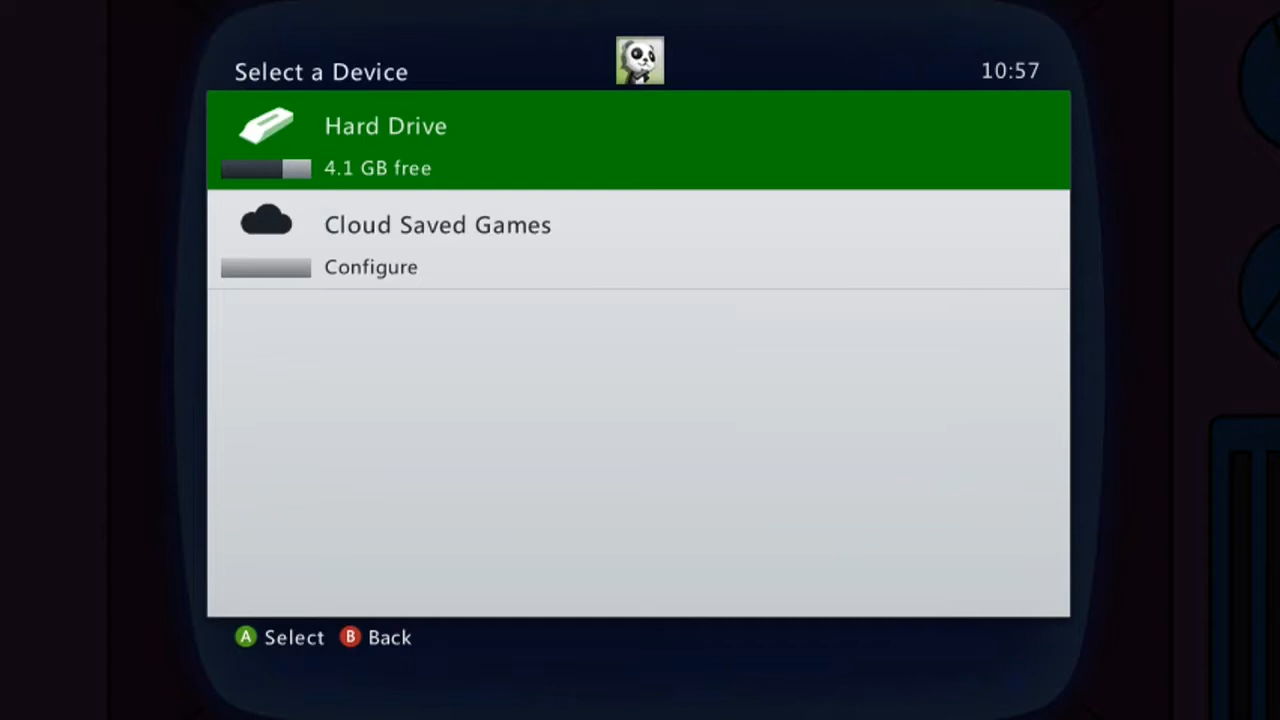 Select a Device
10:57
Hard Drive
4.1 GB free
Cloud Saved Games
Configure
A Select B Back